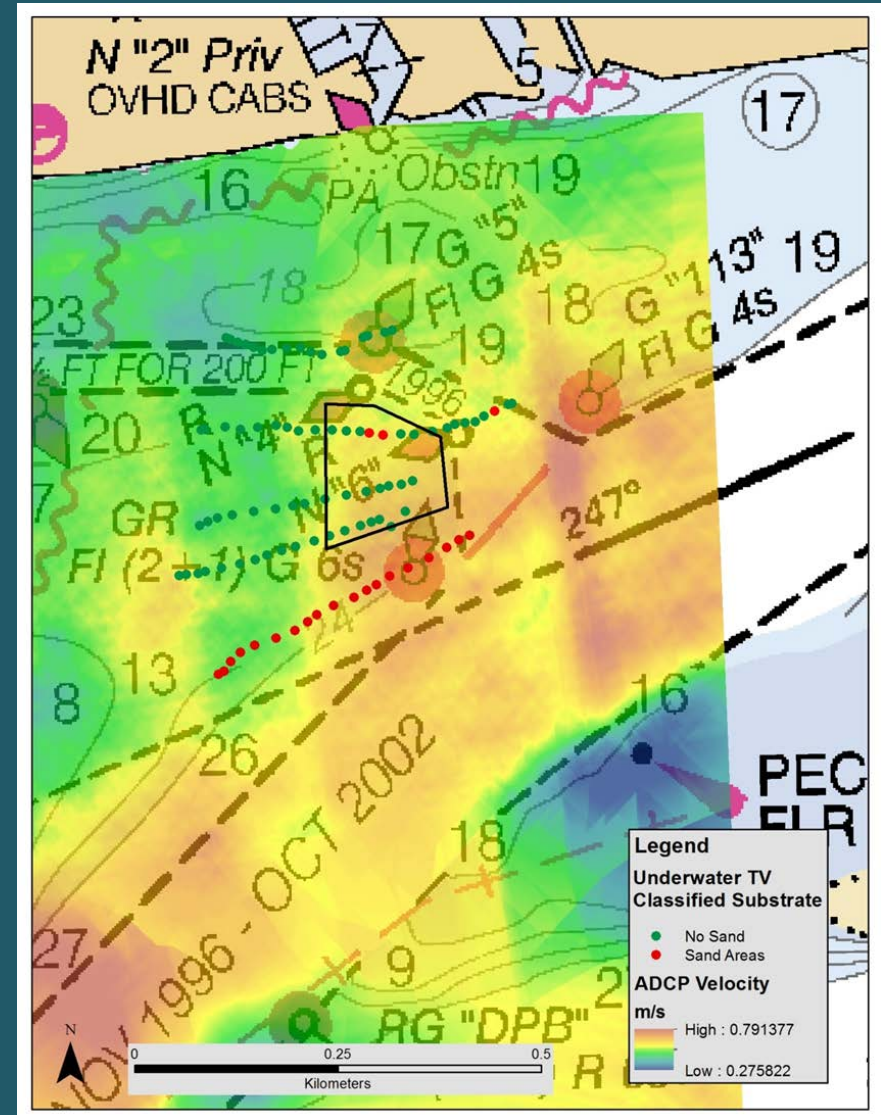 N "2" Priv
OVHD CABS
5
17
16
PA
Obstn
19
17
G "5"
Fl G 4s
18
18
G "113"
Fl G 4s
19
23
FT FOR 200 FT
19
1996
20
R
N "4"
R
N "6"
GR
Fl (2+1) G 6s
247°
24
13
8
16
26
NOV 1996 - OCT 2002
18
PEC
27
9
RG "DPB"
Legend
Underwater TV
Classified Substrate
No Sand
Sand Areas
ADCP Velocity
m/s
High : 0.791377
Low : 0.275822
N
0
0.25
0.5
Kilometers